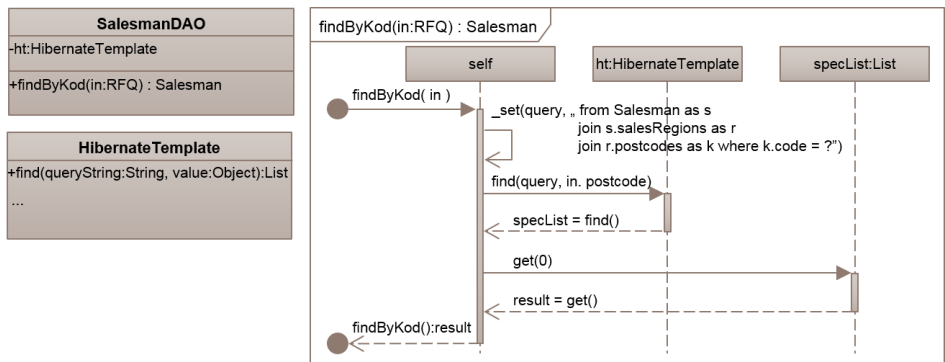 SalesmanDAO
-ht:HibernateTemplate
+findByKod(in:RFQ) : Salesman
HibernateTemplate
+find(queryString:String, value:Object):List
...
findByKod(in:RFQ) : Salesman
self
ht:HibernateTemplate
specList:List
findByKod( in )
_set(query, „ from Salesman as s
join s.salesRegions as r
join r.postcodes as k where k.code = ?”)
find(query, in. postcode)
specList = find()
get(0)
result = get()
findByKod():result